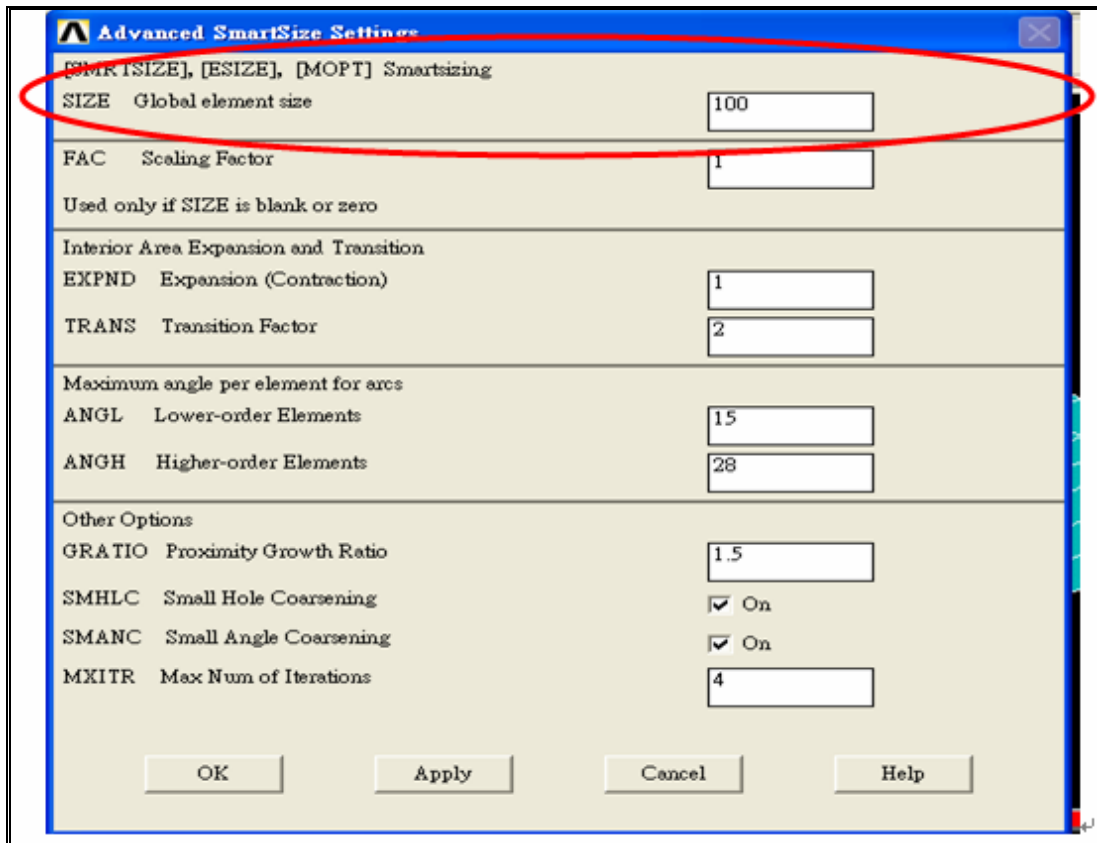 Advanced SmartSize Settings
[SMRTSIZE], [ESIZE], [MOPT] Smartsizing
SIZE Global element size 100
FAC Scaling Factor 1
Used only if SIZE is blank or zero
Interior Area Expansion and Transition
EXPND Expansion (Contraction) 1
TRANS Transition Factor 2
Maximum angle per element for arcs
ANGL Lower-order Elements 15
ANGH Higher-order Elements 28
Other Options
GRATIO Proximity Growth Ratio 1.5
SMHLC Small Hole Coarsening On
SMANC Small Angle Coarsening On
MXITR Max Num of Iterations 4
OK Apply Cancel Help